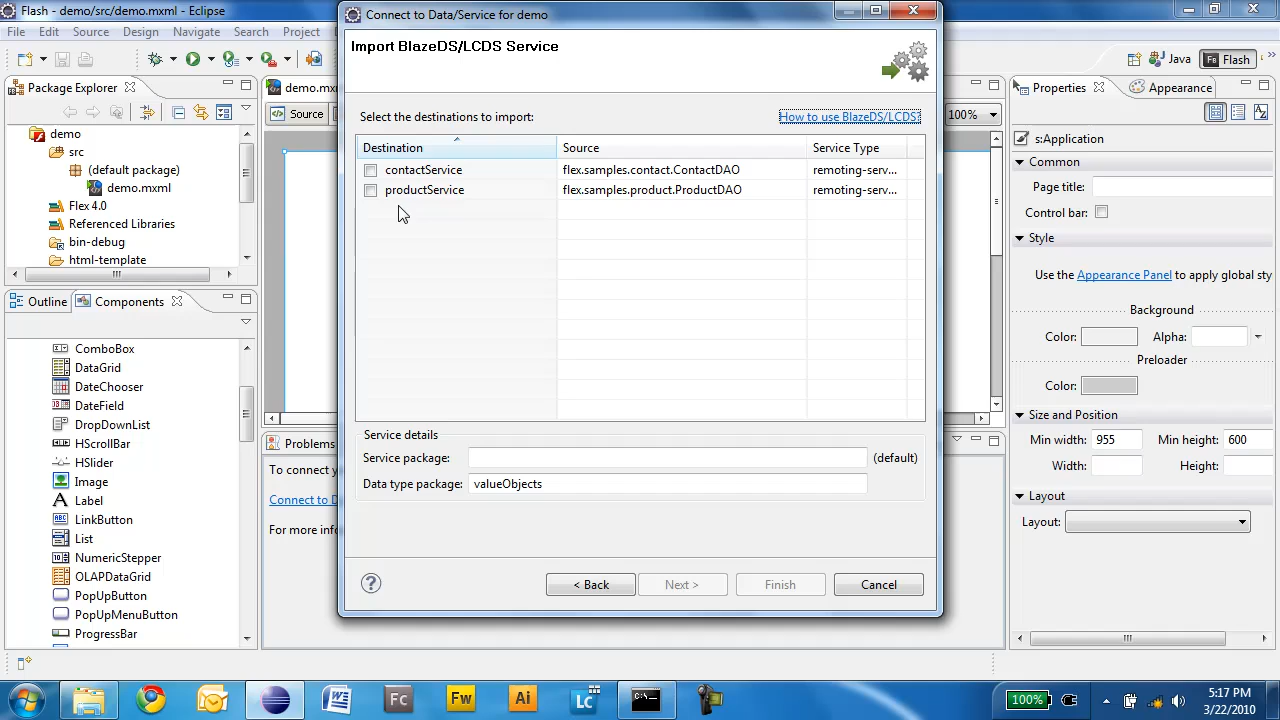 Flash - demo/src/demo.mxml - Eclipse
File Edit Source Design Navigate Search Project
Java
Flash
Package Explorer
demo
src
(default package)
demo.mxml
Flex 4.0
Referenced Libraries
bin-debug
html-template
Outline
Components
ComboBox
DataGrid
DateChooser
DateField
DropDownList
HScrollBar
HSlider
Image
Label
LinkButton
List
NumericStepper
OLAPDataGrid
PopUpButton
PopUpMenuButton
ProgressBar
demo.mx
Source
100%
Problems
To connect y
Connect to D
For more info
Connect to Data/Service for demo
Import BlazeDS/LCDS Service
Select the destinations to import:
How to use BlazeDS/LCDS?
Destination Source Service Type
contactService flex.samples.contact.ContactDAO remoting-serv...
productService flex.samples.product.ProductDAO remoting-serv...
Service details
Service package: (default)
Data type package: valueObjects
< Back Next > Finish Cancel
Properties
Appearance
s:Application
Common
Page title:
Control bar:
Style
Use the Appearance Panel to apply global sty
Background
Color: Alpha:
Preloader
Color:
Size and Position
Min width: 955 Min height: 600
Width: Height:
Layout
Layout:
Fc
Fw
Ai
LC
100%
5:17 PM
3/22/2010